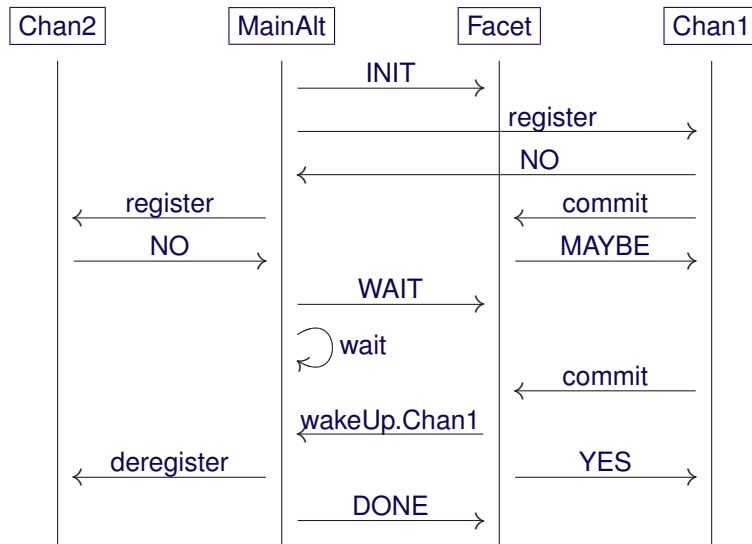 Chan2 MainAlt Facet Chan1
INIT
register
NO
register commit
NO MAYBE
WAIT
wait
commit
wakeUp.Chan1
deregister YES
DONE